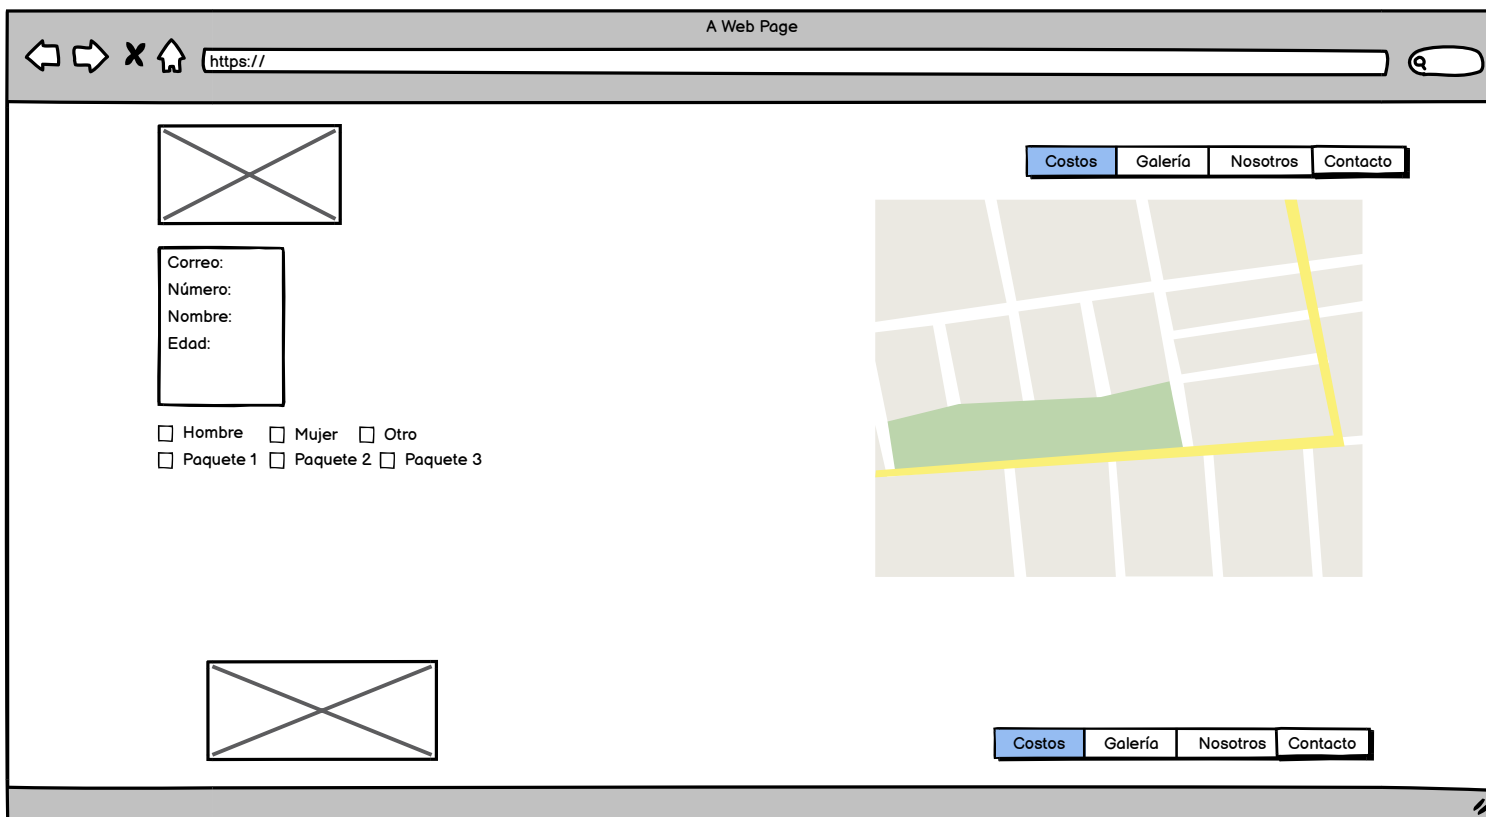 A Web Page
https://
Costos Galería Nosotros Contacto
Correo:
Número:
Nombre:
Edad:
Hombre Mujer Otro
Paquete 1 Paquete 2 Paquete 3
Costos Galería Nosotros Contacto